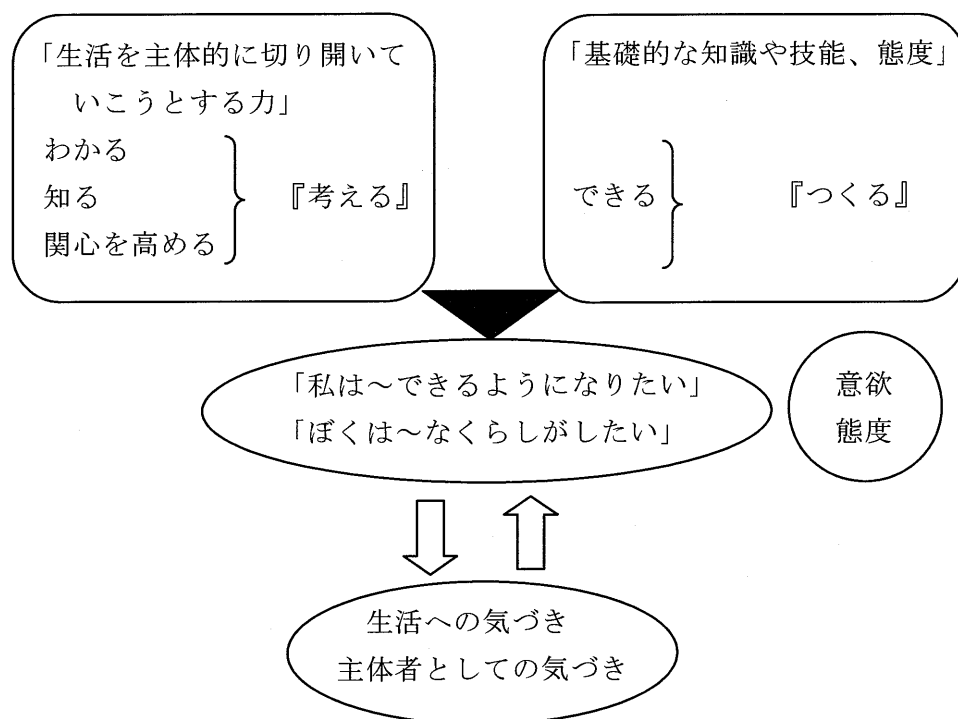 「生活を主体的に切り開いて
いこうとする力」
わかる
知る
関心を高める
『考える』
「基礎的な知識や技能、態度」
できる
『つくる』
「私は～できるようになりたい」
「ぼくは～なくらしがしたい」
意欲
態度
生活への気づき
主体者としての気づき